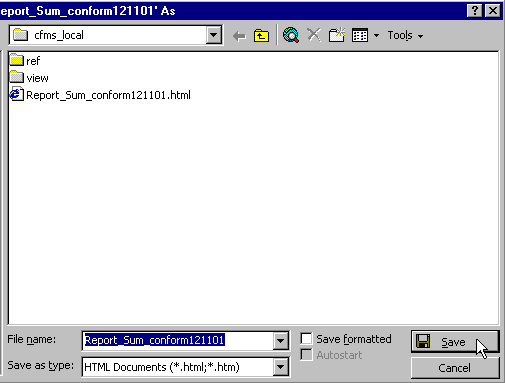 eport_Sum_conform121101' As
cfms_local
Tools
ref
view
Report_Sum_conform121101.html
File name: Report_Sum_conform121101 Save formatted Save
Autostart
Save as type: HTML Documents (*.html;*.htm) Cancel